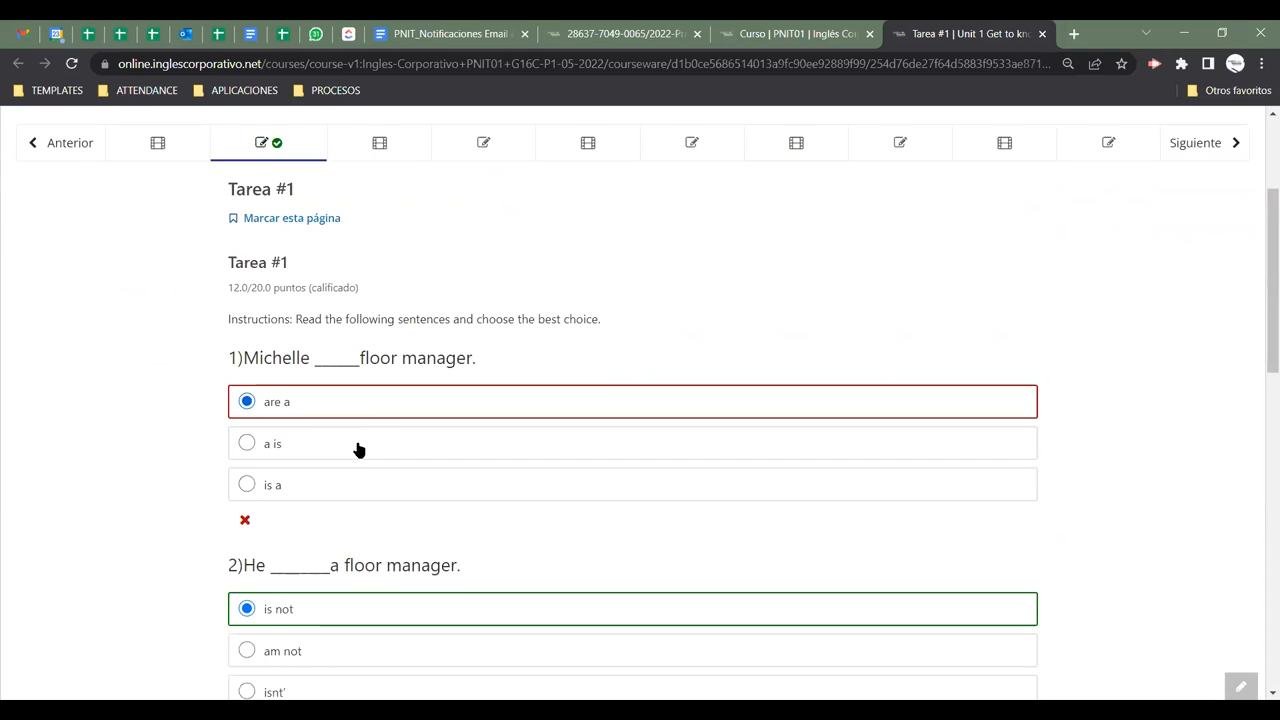 PNIT_Notificaciones Email
28637-7049-0065/2022-P
Curso | PNIT01 | Inglés Co
Tarea #1 | Unit 1 Get to kn
online.inglescorporativo.net/courses/course-v1:Ingles-Corporativo+PNIT01+G16C-P1-05-2022/courseware/d1b0ce5686514013a9fc90ee92889f99/254d76de27f64d5883f9533ae871...
TEMPLATES ATTENDANCE APLICACIONES PROCESOS Otros favoritos
Anterior Siguiente
Tarea #1
Marcar esta página
Tarea #1
12.0/20.0 puntos (calificado)
Instructions: Read the following sentences and choose the best choice.
1)Michelle ______floor manager.
are a
a is
is a
2)He _______a floor manager.
is not
am not
isnt'